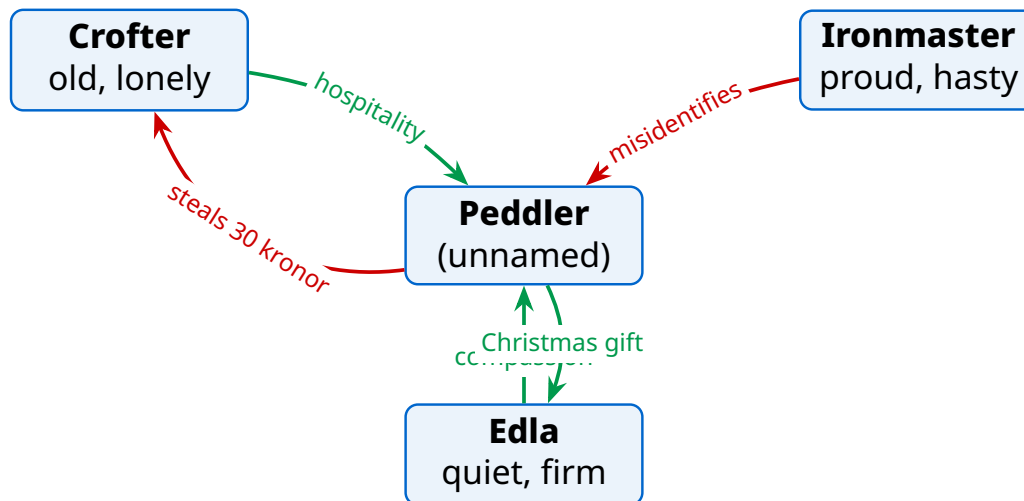 Crofter
old, lonely
Ironmaster
proud, hasty
hospitality
misidentifies
steals 30 kronor
Peddler
(unnamed)
Christmas gift
Edla
quiet, firm